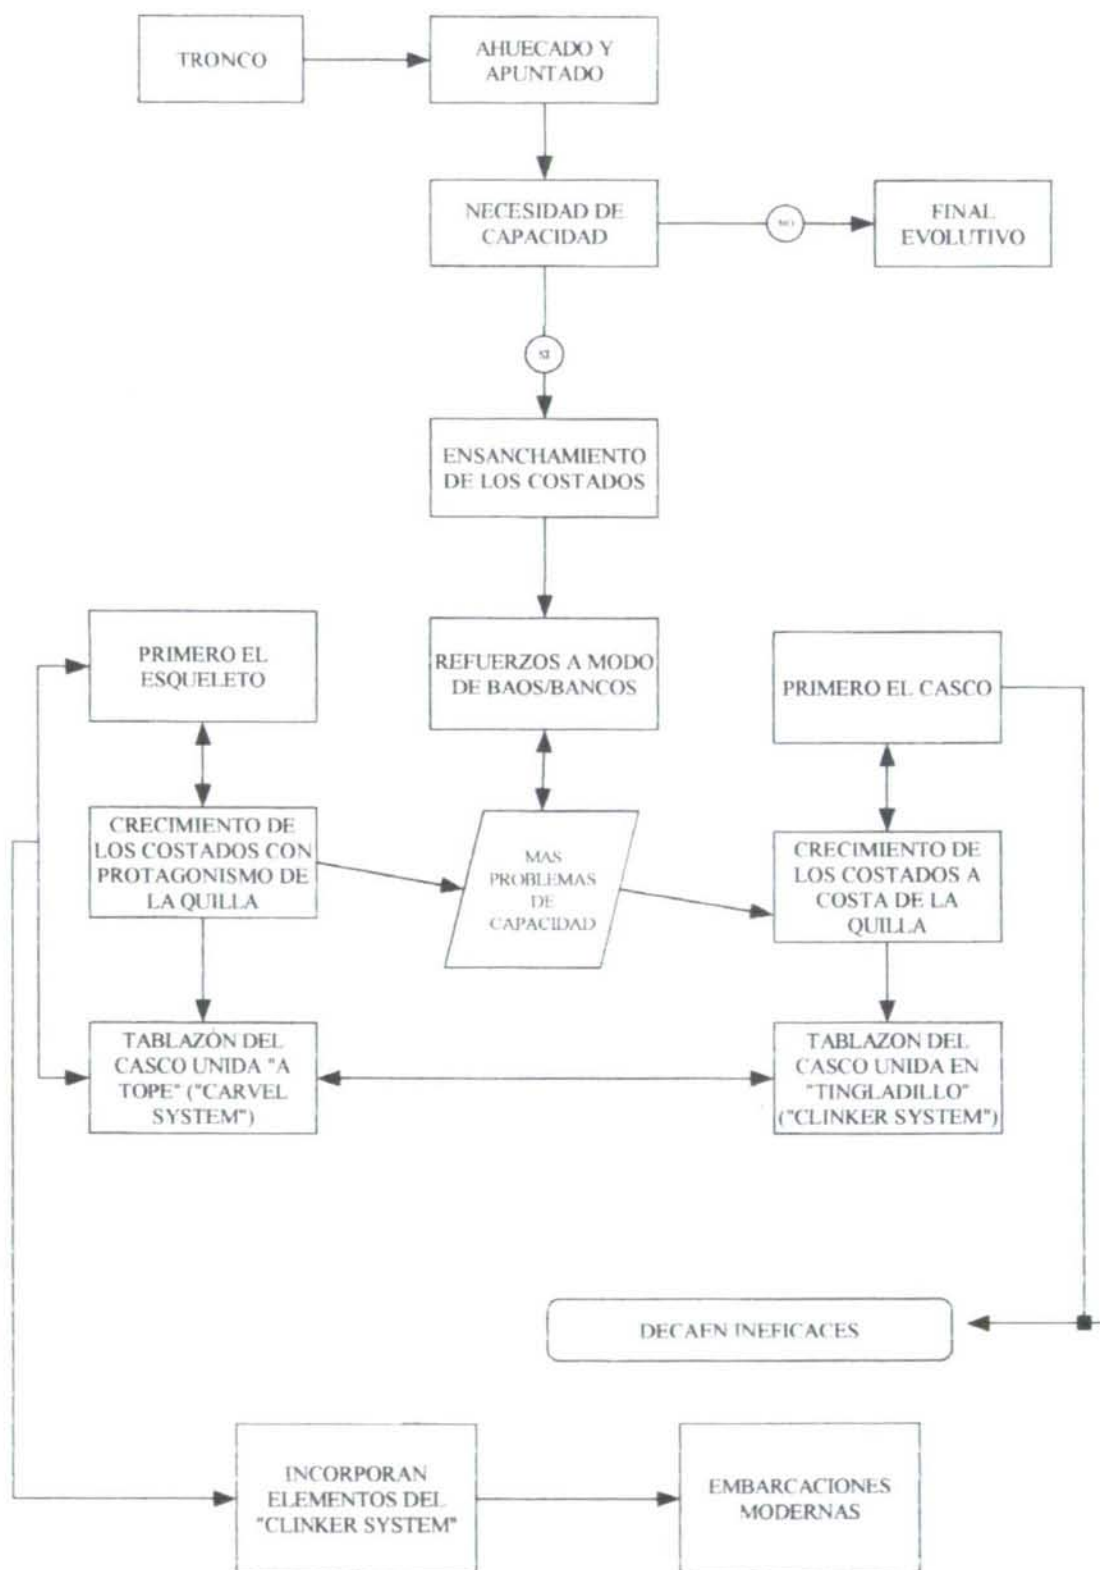 TRONCO
AHUECADO Y
APUNTADO
NECESIDAD DE
CAPACIDAD
NO
FINAL
EVOLUTIVO
SI
ENSANCHAMIENTO
DE LOS COSTADOS
PRIMERO EL
ESQUELETO
REFUERZOS A MODO
DE BAOS/BANCOS
PRIMERO EL CASCO
CRECIMIENTO DE
LOS COSTADOS CON
PROTAGONISMO DE
LA QUILLA
MAS
PROBLEMAS
DE
CAPACIDAD
CRECIMIENTO DE
LOS COSTADOS A
COSTA DE LA
QUILLA
TABLAZÓN DEL
CASCO UNIDA "A
TOPE" ("CARVEL
SYSTEM")
TABLAZON DEL
CASCO UNIDA EN
"TINGLADILLO"
("CLINKER SYSTEM")
DECAEN INEFICACES
INCORPORAN
ELEMENTOS DEL
"CLINKER SYSTEM"
EMBARCACIONES
MODERNAS